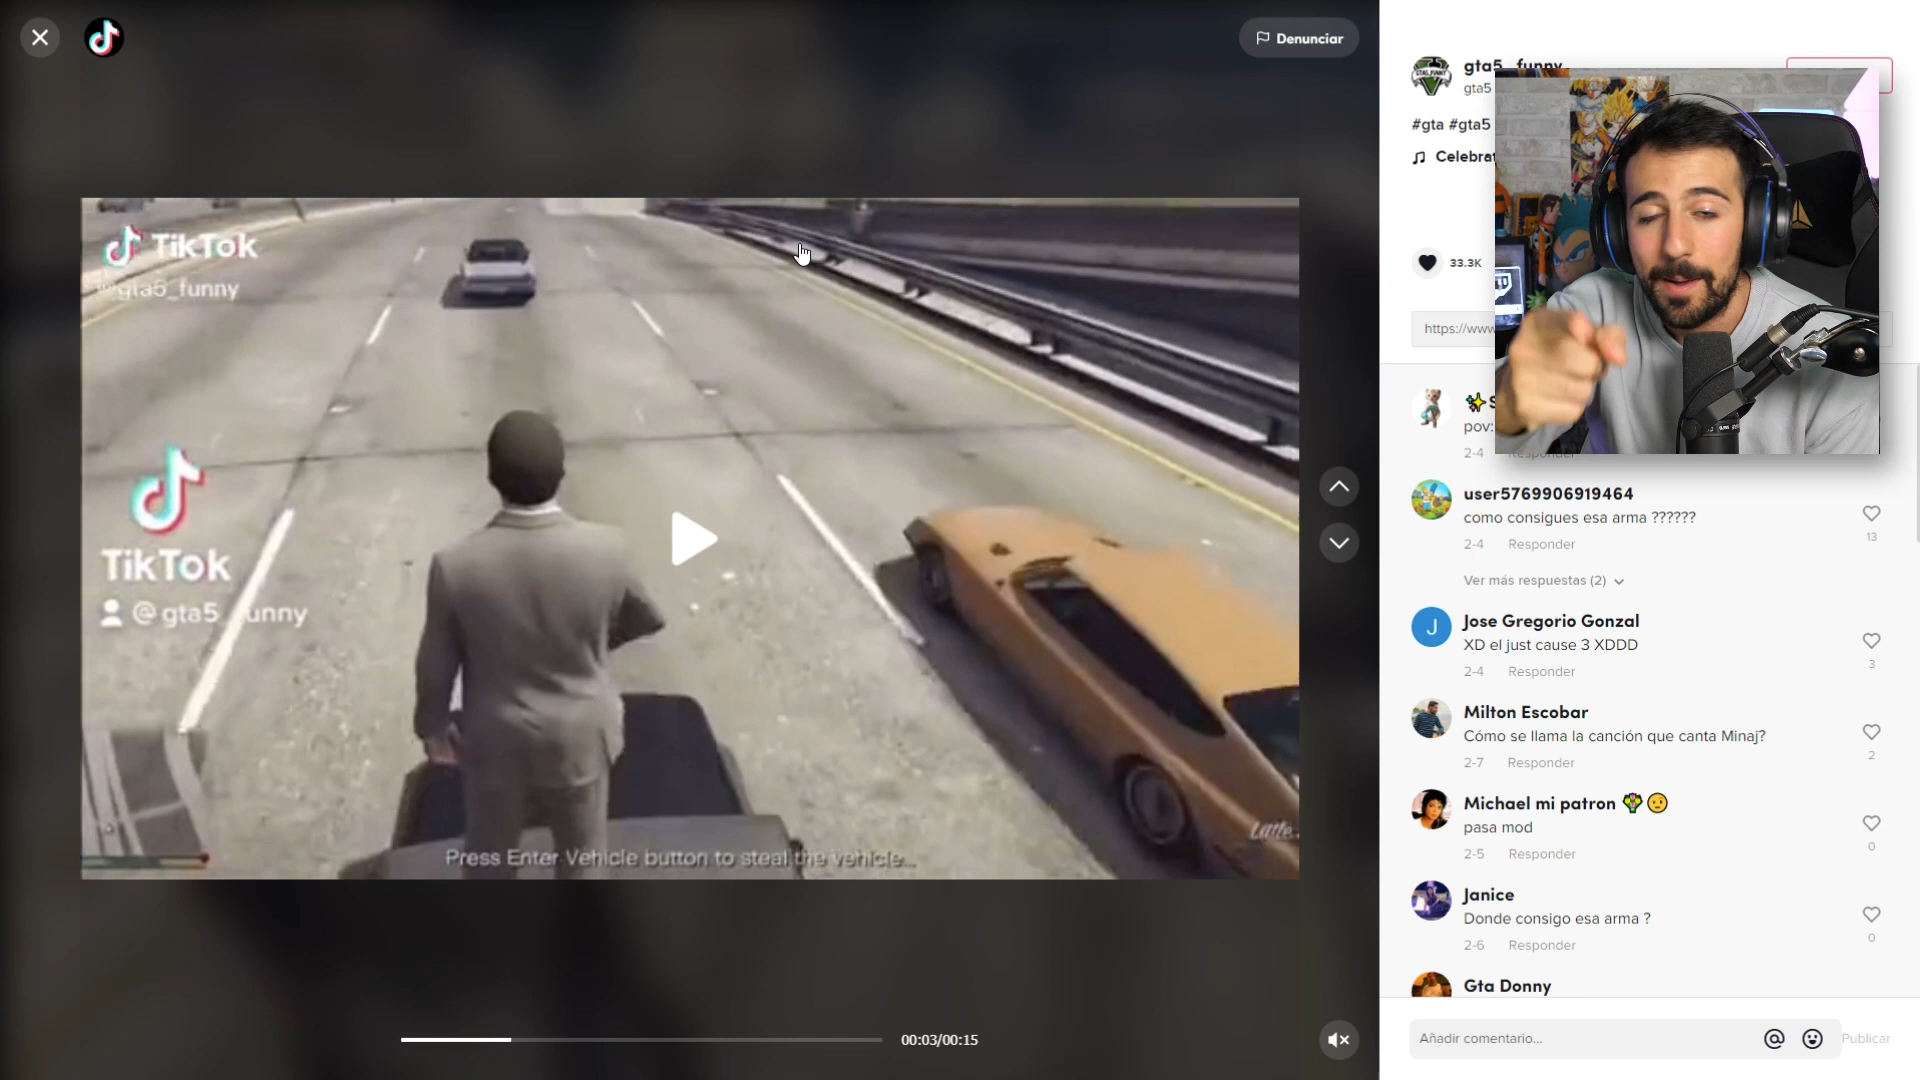 Denunciar
TikTok
@gta5_funny
TikTok
Press Enter Vehicle button to steal the vehicle...
00:03/00:15
gta5
#gta #gta5
33.3K
https://www
pov:
2-4 Responder
user5769906919464
como consigues esa arma ??????
13
2-4 Responder
Ver más respuestas (2)
J
Jose Gregorio Gonzal
XD el just cause 3 XDDD
3
2-4 Responder
Milton Escobar
Cómo se llama la canción que canta Minaj?
2
2-7 Responder
Michael mi patron
pasa mod
0
2-5 Responder
Janice
Donde consigo esa arma ?
0
2-6 Responder
Gta Donny
Añadir comentario...
Publicar